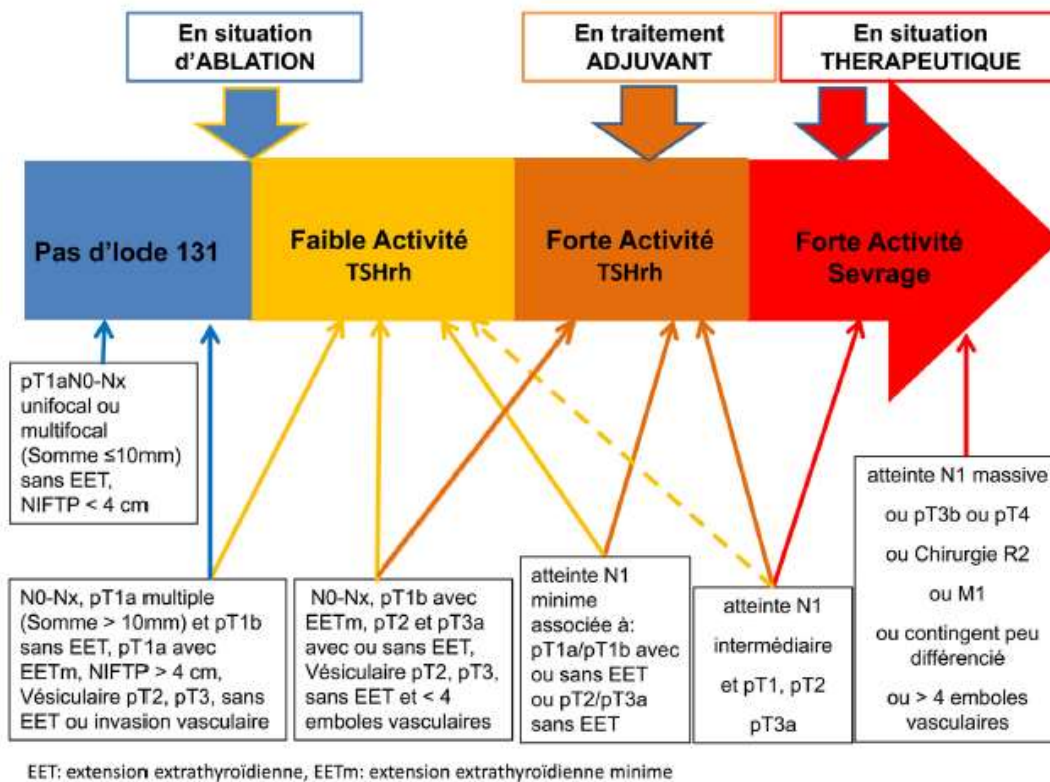 En situation
d'ABLATION
En traitement
ADJUVANT
En situation
THERAPEUTIQUE
Pas d'Iode 131
Faible Activité
TSHrh
Forte Activité
TSHrh
Forte Activité
Sevrage
pT1aN0-Nx
unifocal ou
multifocal
(Somme ≤10mm)
sans EET,
NIFTP < 4 cm
N0-Nx, pT1a multiple
(Somme > 10mm) et pT1b
sans EET, pT1a avec
EETm, NIFTP > 4 cm,
Vésiculaire pT2, pT3, sans
EET ou invasion vasculaire
N0-Nx, pT1b avec
EETm, pT2 et pT3a
avec ou sans EET,
Vésiculaire pT2, pT3,
sans EET et < 4
emboles vasculaires
atteinte N1
minime
associée à:
pT1a/pT1b avec
ou sans EET
ou pT2/pT3a
sans EET
atteinte N1
intermédiaire
et pT1, pT2
pT3a
atteinte N1 massive
ou pT3b ou pT4
ou Chirurgie R2
ou M1
ou contingent peu
différencié
ou > 4 emboles
vasculaires
EET: extension extrathyroïdienne, EETm: extension extrathyroïdienne minime